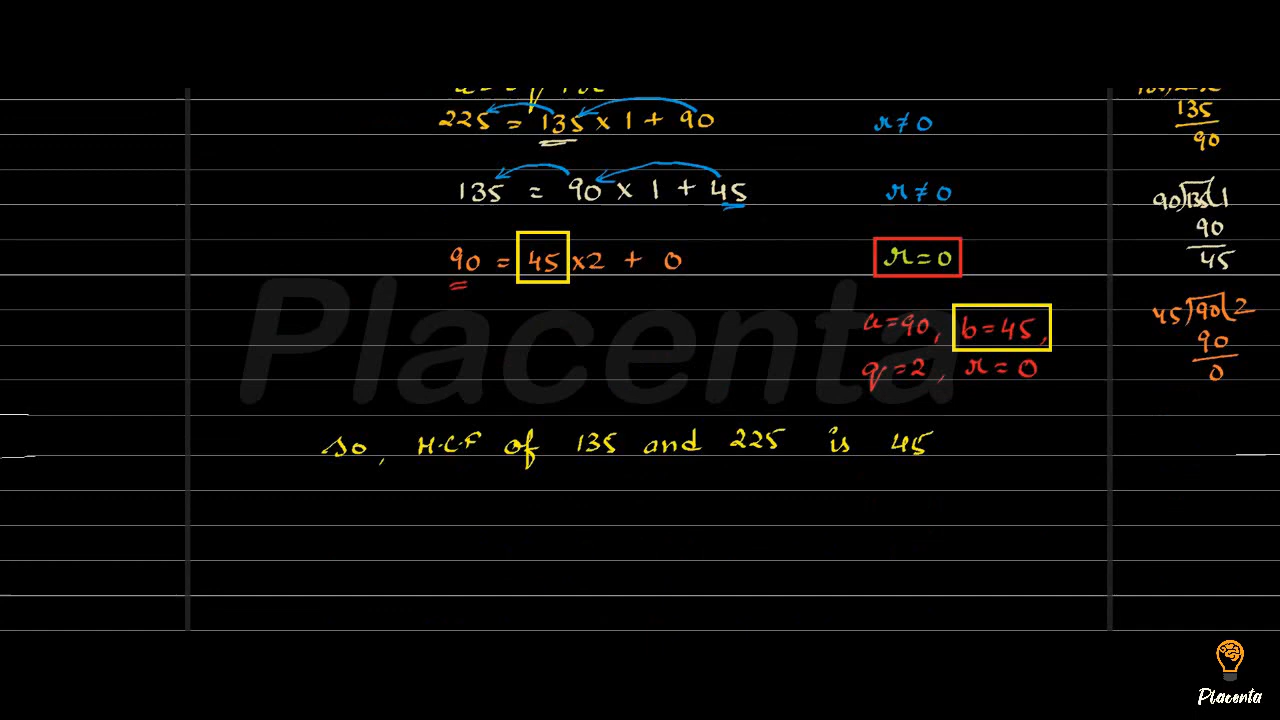 225 = 135 x 1 + 90 r ≠ 0
135
90
135 = 90 x 1 + 45 r ≠ 0
90)135(1
90
45
90 = 45 x2 + 0 r = 0
a=90, b=45,
q=2, r=0
45)90(2
90
0
So, H.C.F of 135 and 225 is 45
Placenta
Placenta